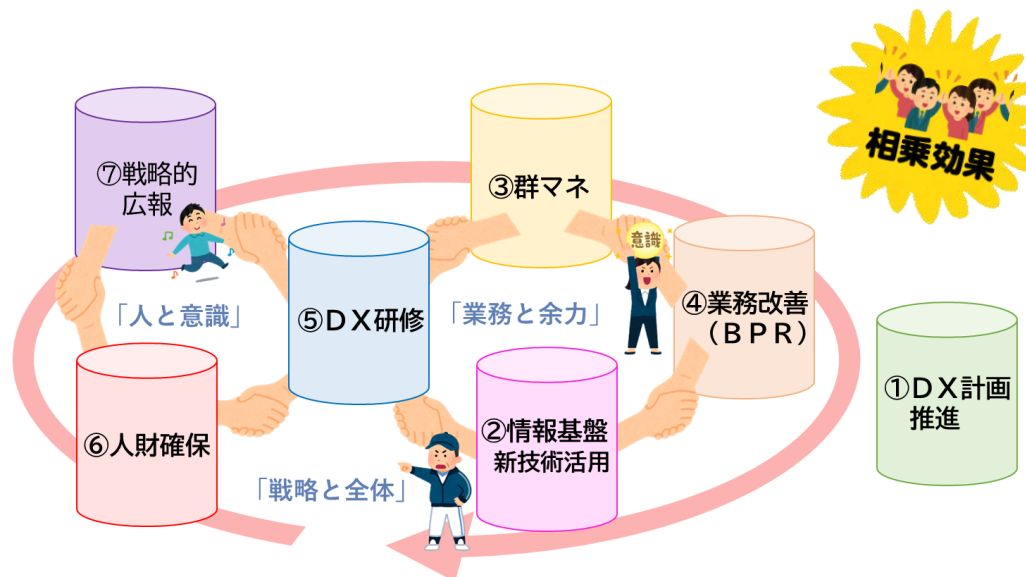 相乗効果
⑦戦略的
広報
③群マネ
意識
「人と意識」
⑤ＤＸ研修
「業務と余力」
④業務改善
（ＢＰＲ）
①ＤＸ計画
推進
⑥人財確保
②情報基盤
新技術活用
「戦略と全体」